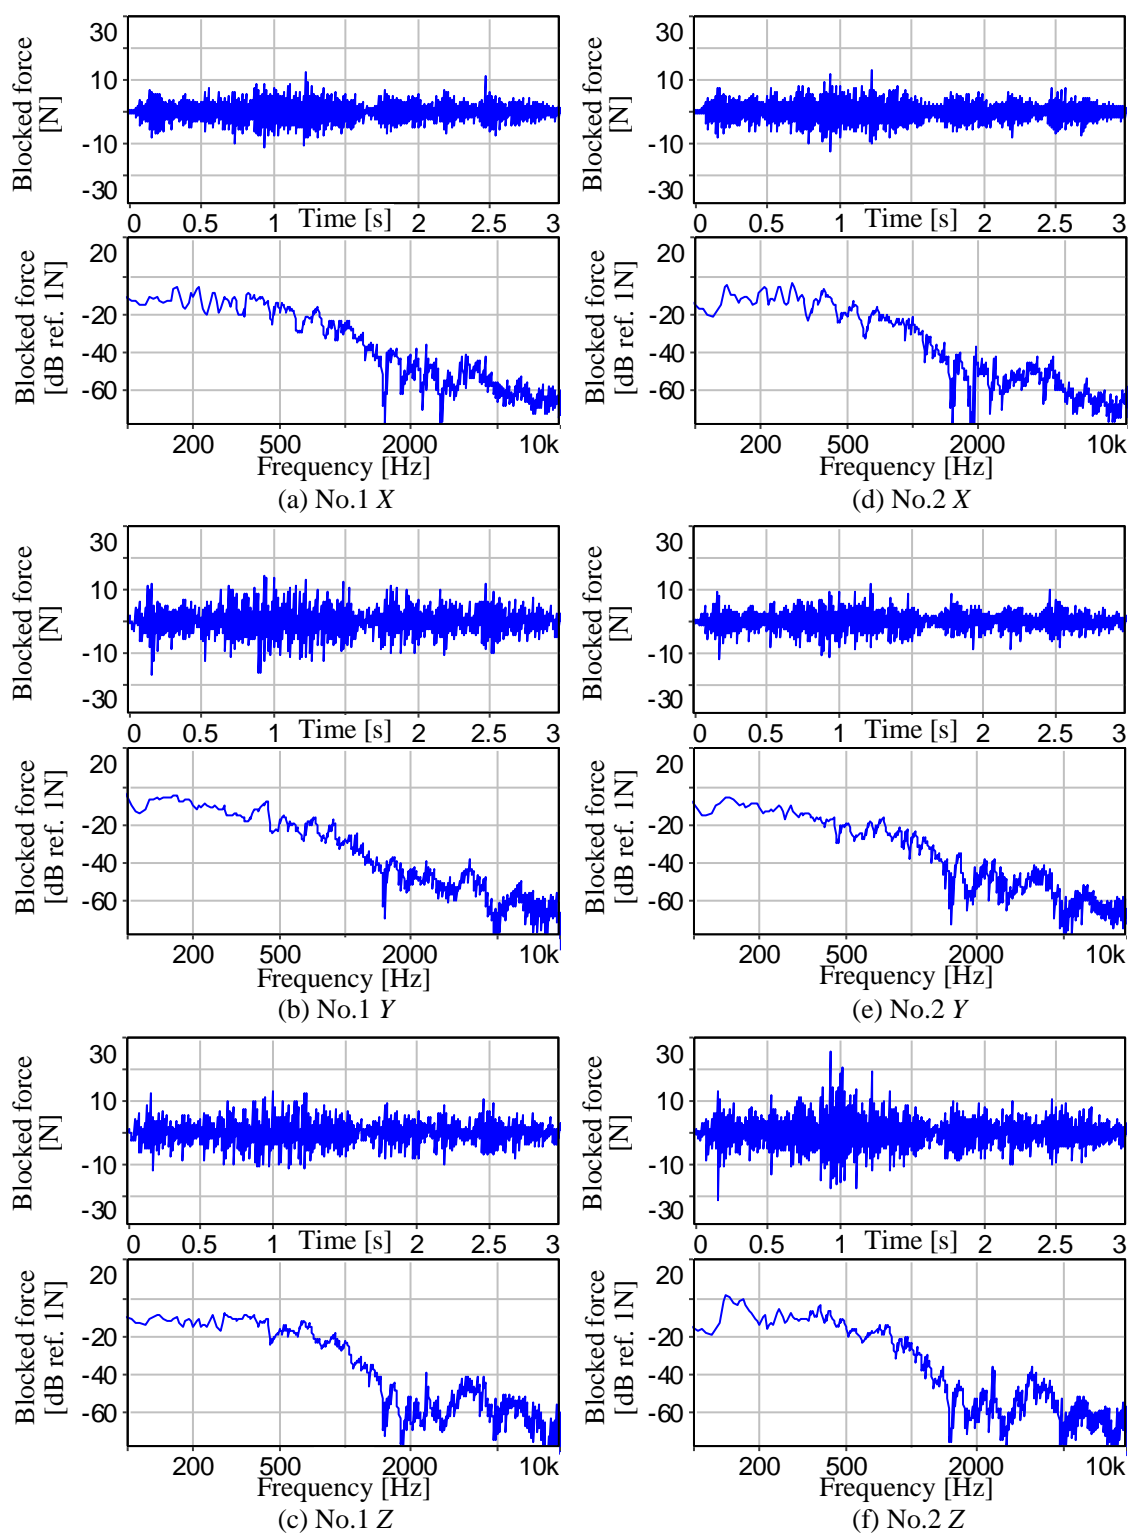 30
10
-10
-30
Blocked force
[N]
0 0.5 1 Time [s] 2 2.5 3
20
-20
-40
-60
Blocked force
[dB ref. 1N]
200 500 2000 10k
Frequency [Hz]
(a) No.1 X
30
10
-10
-30
Blocked force
[N]
0 0.5 1 Time [s] 2 2.5 3
20
-20
-40
-60
Blocked force
[dB ref. 1N]
200 500 2000 10k
Frequency [Hz]
(d) No.2 X
30
10
-10
-30
Blocked force
[N]
0 0.5 1 Time [s] 2 2.5 3
20
-20
-40
-60
Blocked force
[dB ref. 1N]
200 500 2000 10k
Frequency [Hz]
(b) No.1 Y
30
10
-10
-30
Blocked force
[N]
0 0.5 1 Time [s] 2 2.5 3
20
-20
-40
-60
Blocked force
[dB ref. 1N]
200 500 2000 10k
Frequency [Hz]
(e) No.2 Y
30
10
-10
-30
Blocked force
[N]
0 0.5 1 Time [s] 2 2.5 3
20
-20
-40
-60
Blocked force
[dB ref. 1N]
200 500 2000 10k
Frequency [Hz]
(c) No.1 Z
30
10
-10
-30
Blocked force
[N]
0 0.5 1 Time [s] 2 2.5 3
20
-20
-40
-60
Blocked force
[dB ref. 1N]
200 500 2000 10k
Frequency [Hz]
(f) No.2 Z